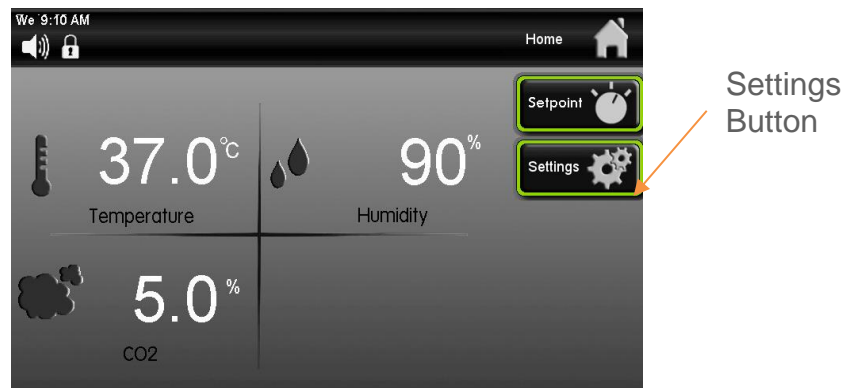 We 9:10 AM
Home
Setpoint
Settings
37.0°C
90%
Temperature
Humidity
5.0%
CO2
Settings
Button